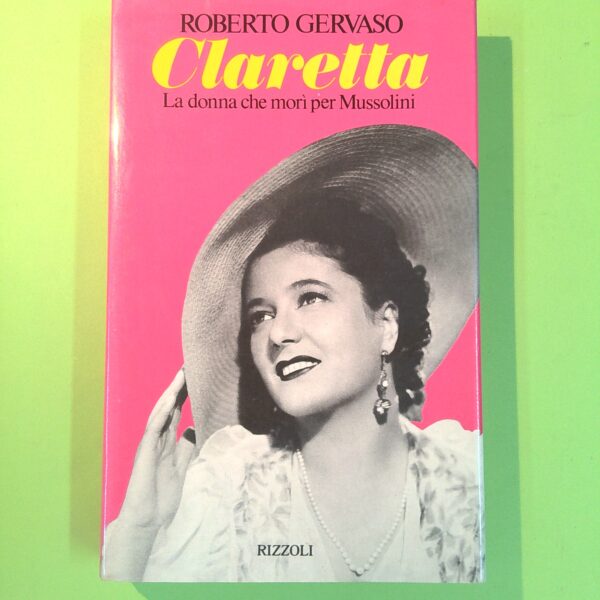 ROBERTO GERVASO
Claretta
La donna che morì per Mussolini
RIZZOLI